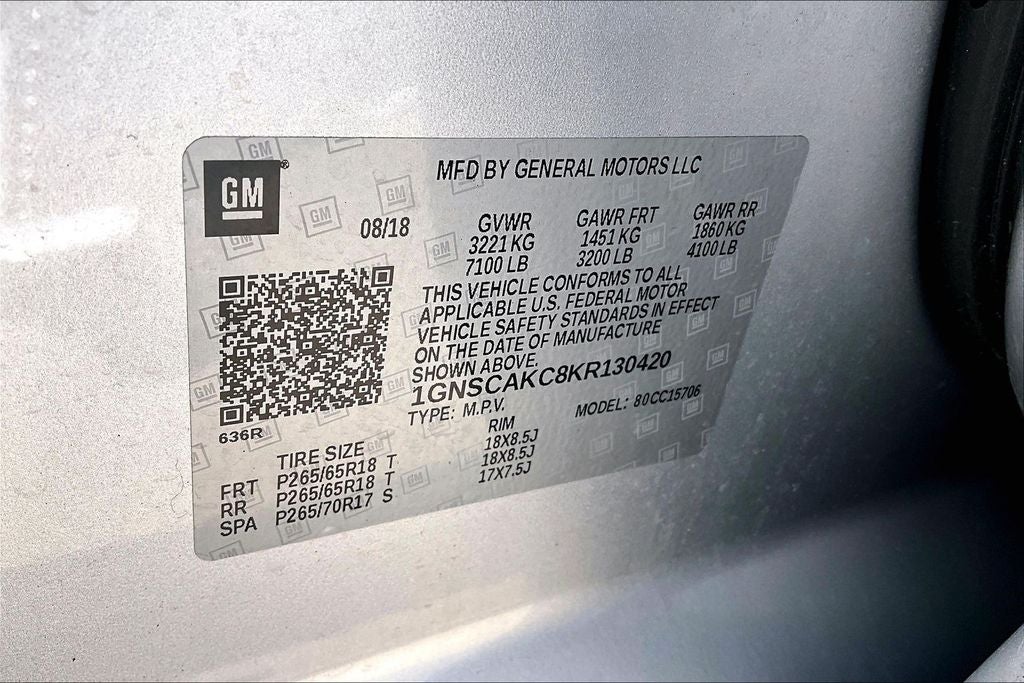 GM
MFD BY GENERAL MOTORS LLC
08/18
GVWR GAWR FRT GAWR RR
3221 KG 1451 KG 1860 KG
7100 LB 3200 LB 4100 LB
THIS VEHICLE CONFORMS TO ALL
APPLICABLE U.S. FEDERAL MOTOR
VEHICLE SAFETY STANDARDS IN EFFECT
ON THE DATE OF MANUFACTURE
SHOWN ABOVE.
1GNSCAKC8KR130420
TYPE: M.P.V. MODEL: 80CC15706
636R
TIRE SIZE RIM
FRT P265/65R18 T 18X8.5J
RR P265/65R18 T 18X8.5J
SPA P265/70R17 S 17X7.5J